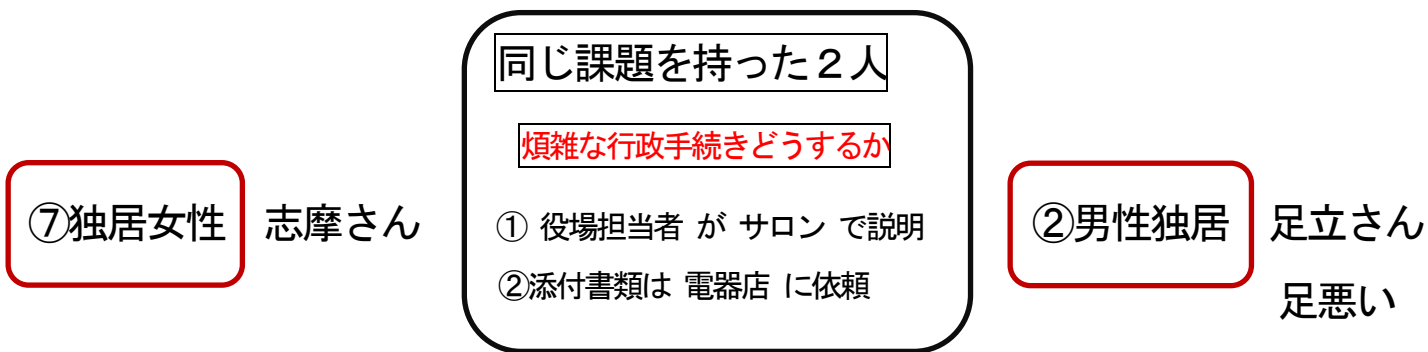 同じ課題を持った２人
煩雑な行政手続きどうするか
⑦独居女性 志摩さん
① 役場担当者 が サロン で説明
②添付書類は 電器店 に依頼
②男性独居 足立さん
足悪い